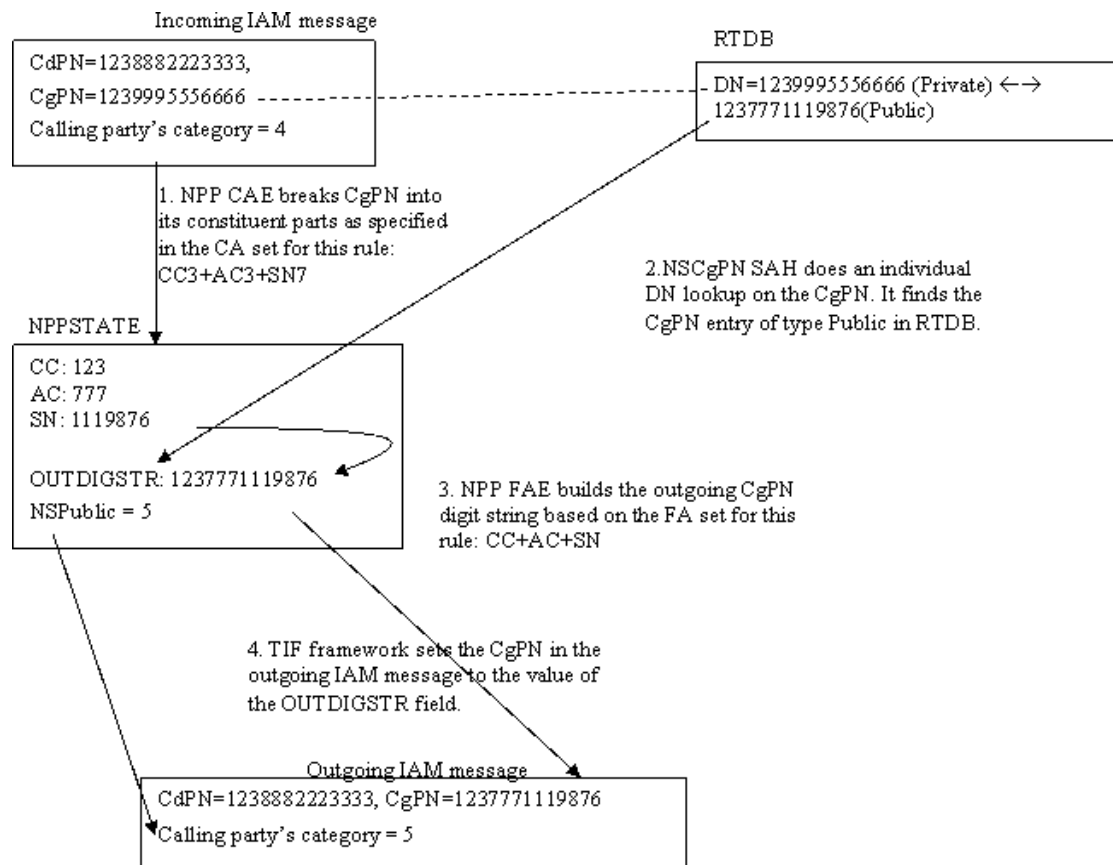 Incoming IAM message
CdPN=1238882223333,
CgPN=1239995556666
Calling party's category = 4
RTDB
DN=1239995556666 (Private) ←→
1237771119876(Public)
1. NPP CAE breaks CgPN into
its constituent parts as specified
in the CA set for this rule:
CC3+AC3+SN7
2.NSCgPN SAH does an individual
DN lookup on the CgPN. It finds the
CgPN entry of type Public in RTDB.
NPPSTATE
CC: 123
AC: 777
SN: 1119876
OUTDIGSTR: 1237771119876
NSPublic = 5
3. NPP FAE builds the outgoing CgPN
digit string based on the FA set for this
rule: CC+AC+SN
4. TIF framework sets the CgPN in the
outgoing IAM message to the value of
the OUTDIGSTR field.
Outgoing IAM message
CdPN=1238882223333, CgPN=1237771119876
Calling party's category = 5